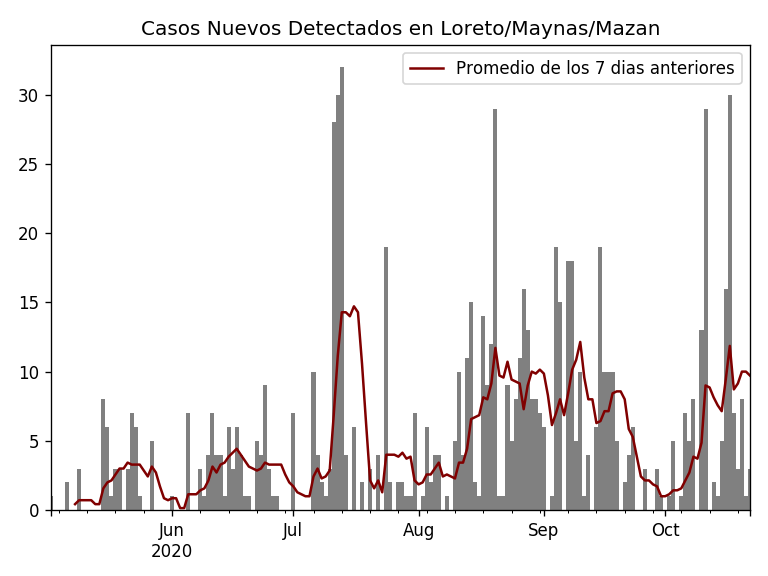 Casos Nuevos Detectados en Loreto/Maynas/Mazan
Promedio de los 7 dias anteriores
30
25
20
15
10
5
0
Jun Jul Aug Sep Oct
2020